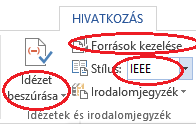 HIVATKOZÁS
Források kezelése
Stílus: IEEE
Idézet
beszúrása
Irodalomjegyzék
Idézetek és irodalomjegyzék